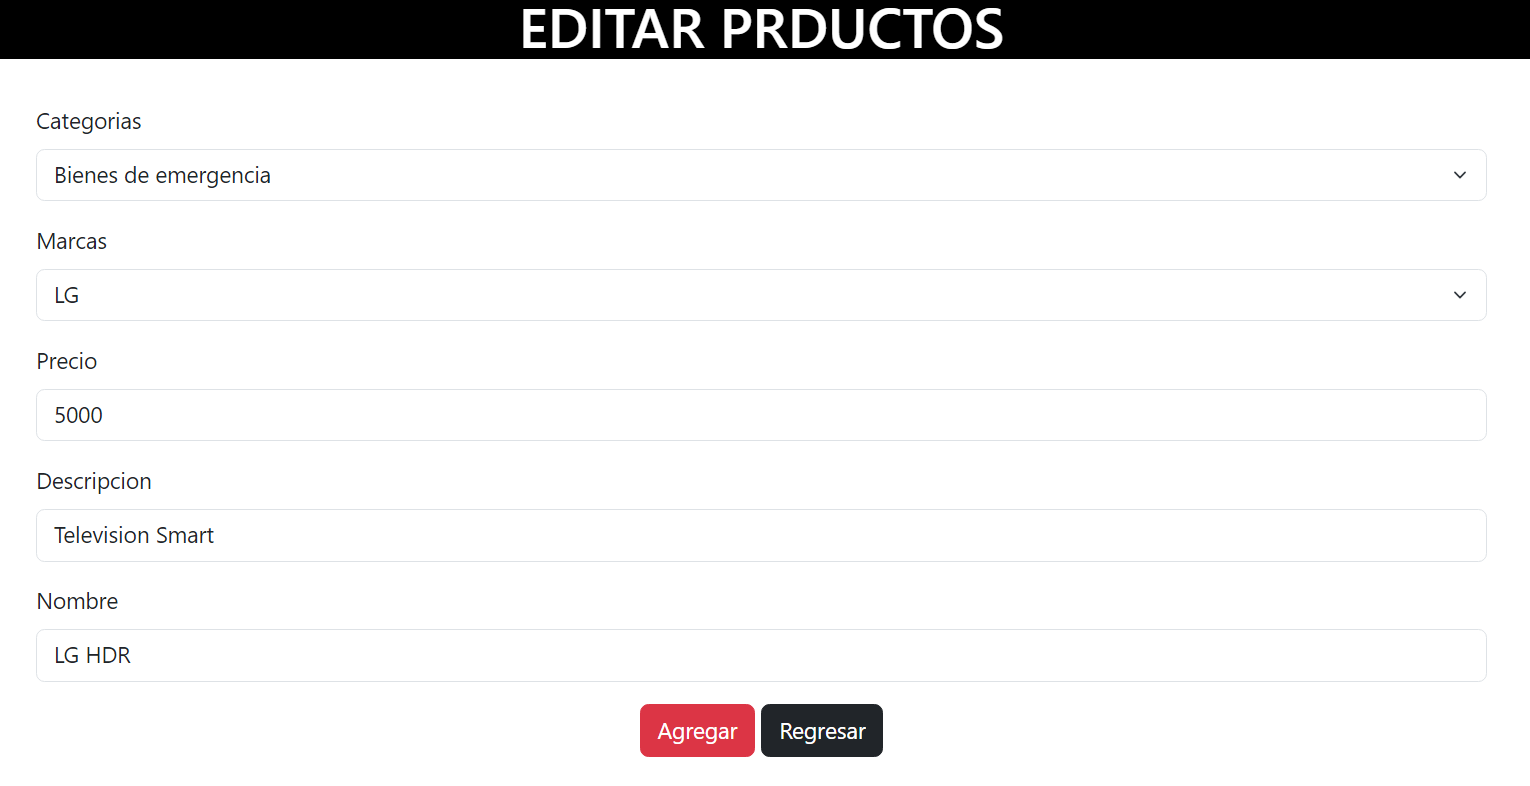 EDITAR PRDUCTOS
Categorias
Bienes de emergencia
Marcas
LG
Precio
5000
Descripcion
Television Smart
Nombre
LG HDR
Agregar Regresar